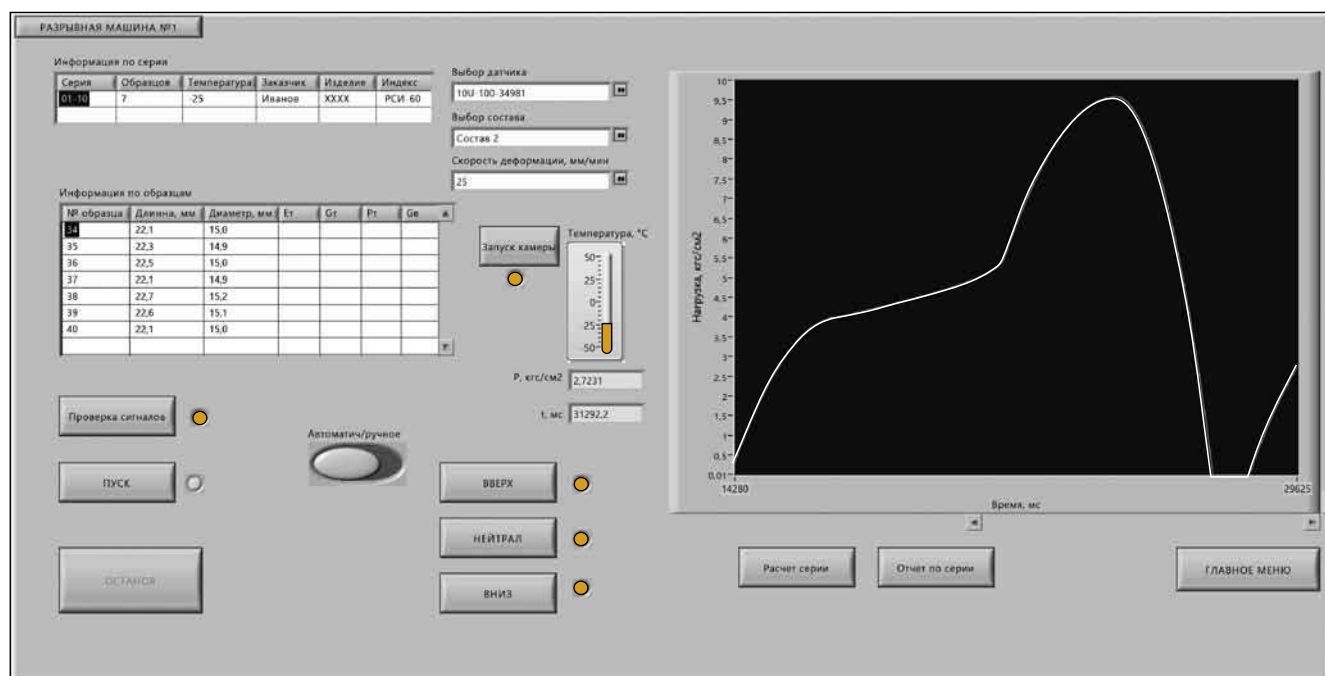 РАЗРЫВНАЯ МАШИНА №1
Информация по серии
Серия Образцов Температура Заказчик Изделие Индекс
01-10 7 -25 Иванов XXXX РСИ-60
Выбор датчика
10U-100-34981
Выбор состава
Состав 2
Скорость деформации, мм/мин
25
Информация по образцам
№ образца Длинна, мм Диаметр, мм Ет Gт Рт Gв
34 22,1 15,0
35 22,3 14,9
36 22,5 15,0
37 22,1 14,9
38 22,7 15,2
39 22,6 15,1
40 22,1 15,0
Запуск камеры
Температура, °C
50
25
0
-25
-50
Р, кгс/см2 2,7231
t, мс 31292,2
Проверка сигналов
Автоматич/ручное
ПУСК
ОСТАНОВ
ВВЕРХ
НЕЙТРАЛ
ВНИЗ
Нагрузка, кгс/см2
10
9,5
9
8,5
8
7,5
7
6,5
6
5,5
5
4,5
4
3,5
3
2,5
2
1,5
1
0,5
0,01
14280 29625
Время, мс
Расчет серии
Отчет по серии
ГЛАВНОЕ МЕНЮ